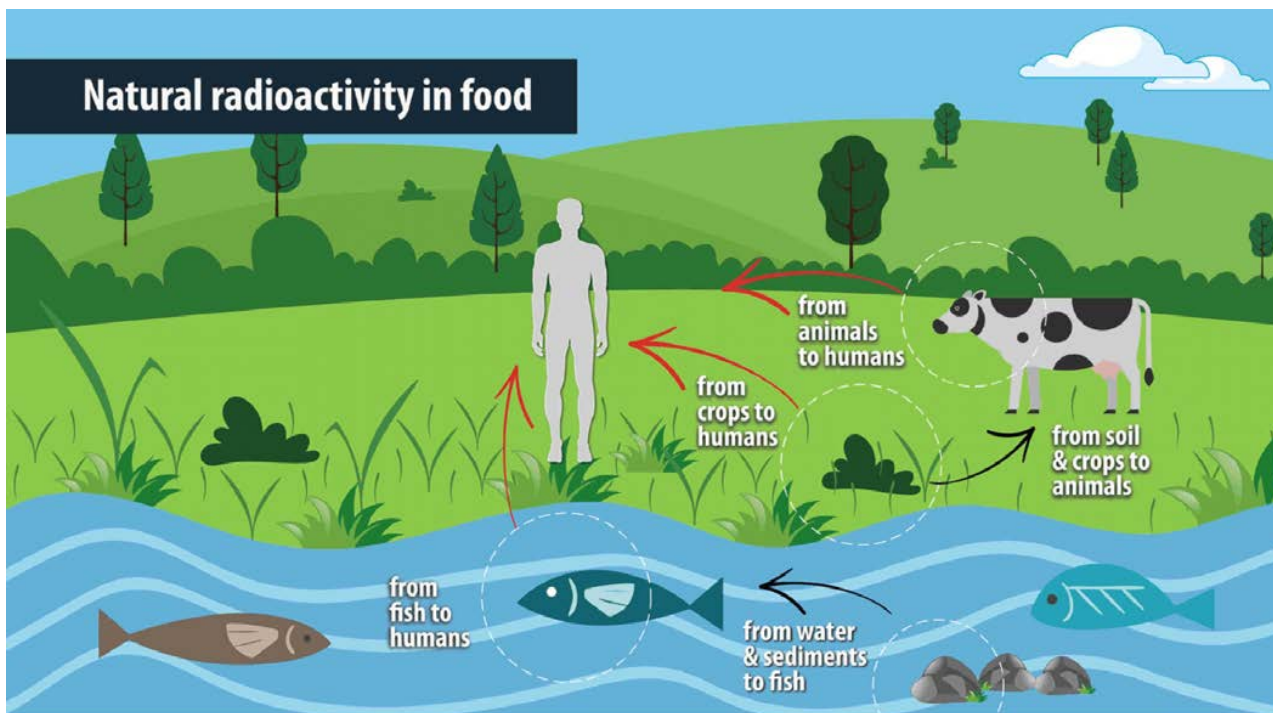 Natural radioactivity in food
from
animals
to humans
from
crops to
humans
from soil
& crops to
animals
from
fish to
humans
from water
& sediments
to fish